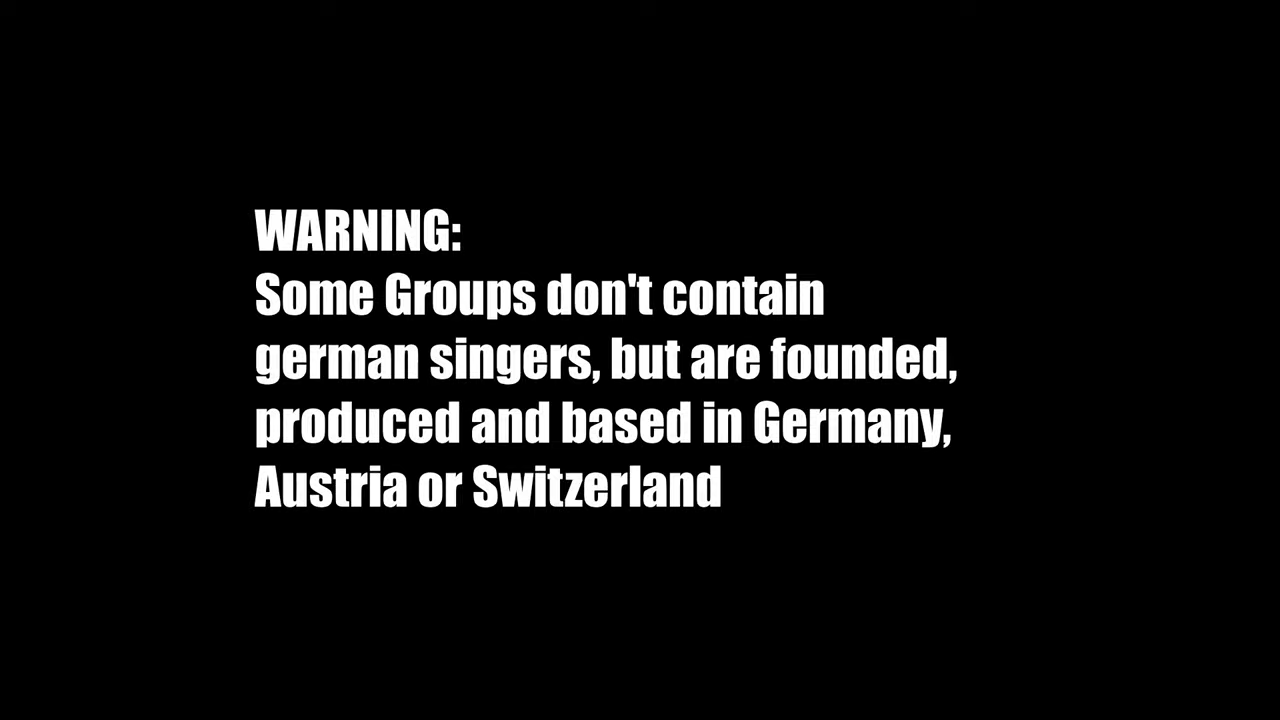 WARNING:
Some Groups don't contain
german singers, but are founded,
produced and based in Germany,
Austria or Switzerland